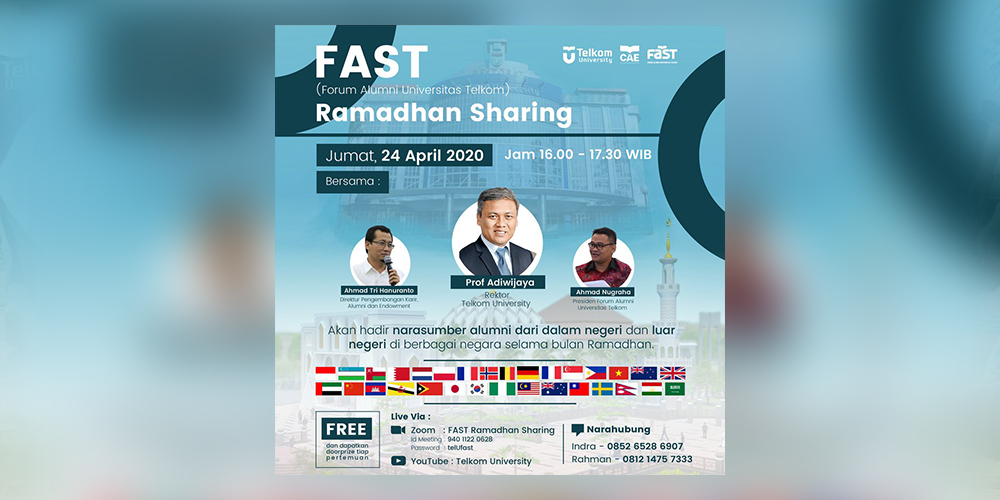 FAST
(Forum Alumni Universitas Telkom)
Ramadhan Sharing
Telkom
University
CAE
FAST
Jumat, 24 April 2020
Jam 16.00 - 17.30 WIB
Bersama :
Prof Adiwijaya
Rektor
Telkom University
Ahmad Tri Hanuranto
Direktur Pengembangan Karir,
Alumni dan Endowment
Ahmad Nugraha
Presiden Forum Alumni
Universitas Telkom
Akan hadir narasumber alumni dari dalam negeri dan luar
negeri di berbagai negara selama bulan Ramadhan.
FREE
dan dapatkan
doorprize tiap
pertemuan
Live Via :
Zoom : FAST Ramadhan Sharing
Id Meeting : 940 1122 0628
Password : telUfast
YouTube : Telkom University
Narahubung
Indra - 0852 6528 6907
Rahman - 0812 1475 7333